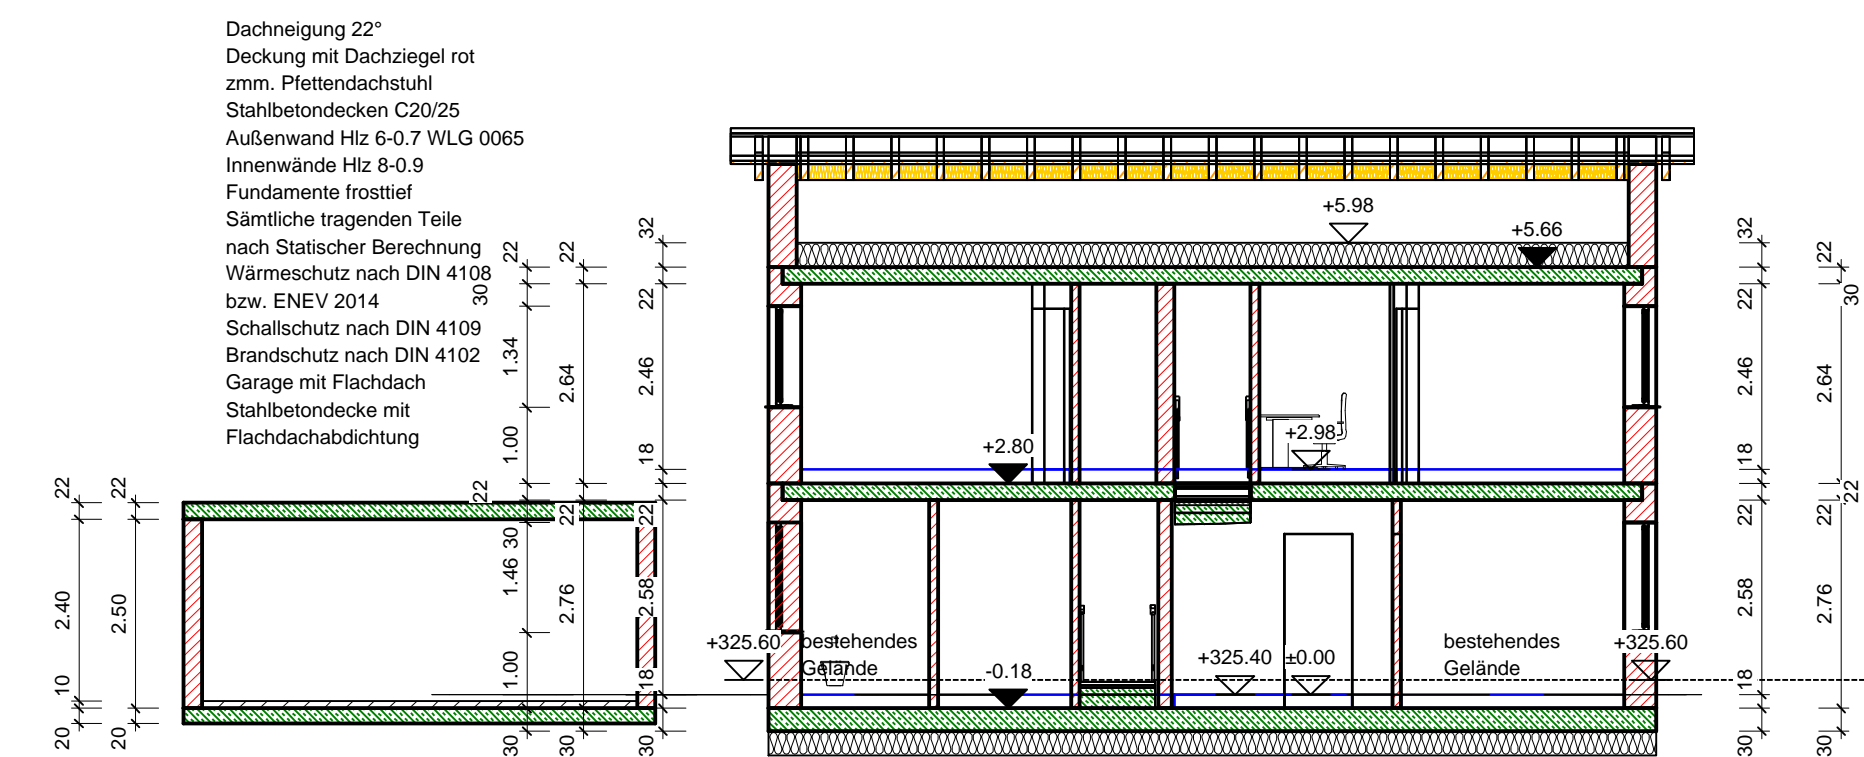 Dachneigung 22°
Deckung mit Dachziegel rot
zmm. Pfettendachstuhl
Stahlbetondecken C20/25
Außenwand Hlz 6-0.7 WLG 0065
Innenwände Hlz 8-0.9
Fundamente frosttief
Sämtliche tragenden Teile
nach Statischer Berechnung
Wärmeschutz nach DIN 4108
bzw. ENEV 2014
Schallschutz nach DIN 4109
Brandschutz nach DIN 4102
Garage mit Flachdach
Stahlbetondecke mit
Flachdachabdichtung
22
2.40
10
20
22
2.50
20
22
30
1.34
1.00
22
30
1.46
1.00
30
22
2.64
22
2.76
30
32
22
2.46
18
22
2.58
18
30
+5.98
+5.66
+2.80
+2.98
+325.60
bestehendes
Gelände
-0.18
+325.40
±0.00
bestehendes
Gelände
+325.60
32
22
2.46
18
22
2.58
18
30
22
30
2.64
22
22
2.76
30